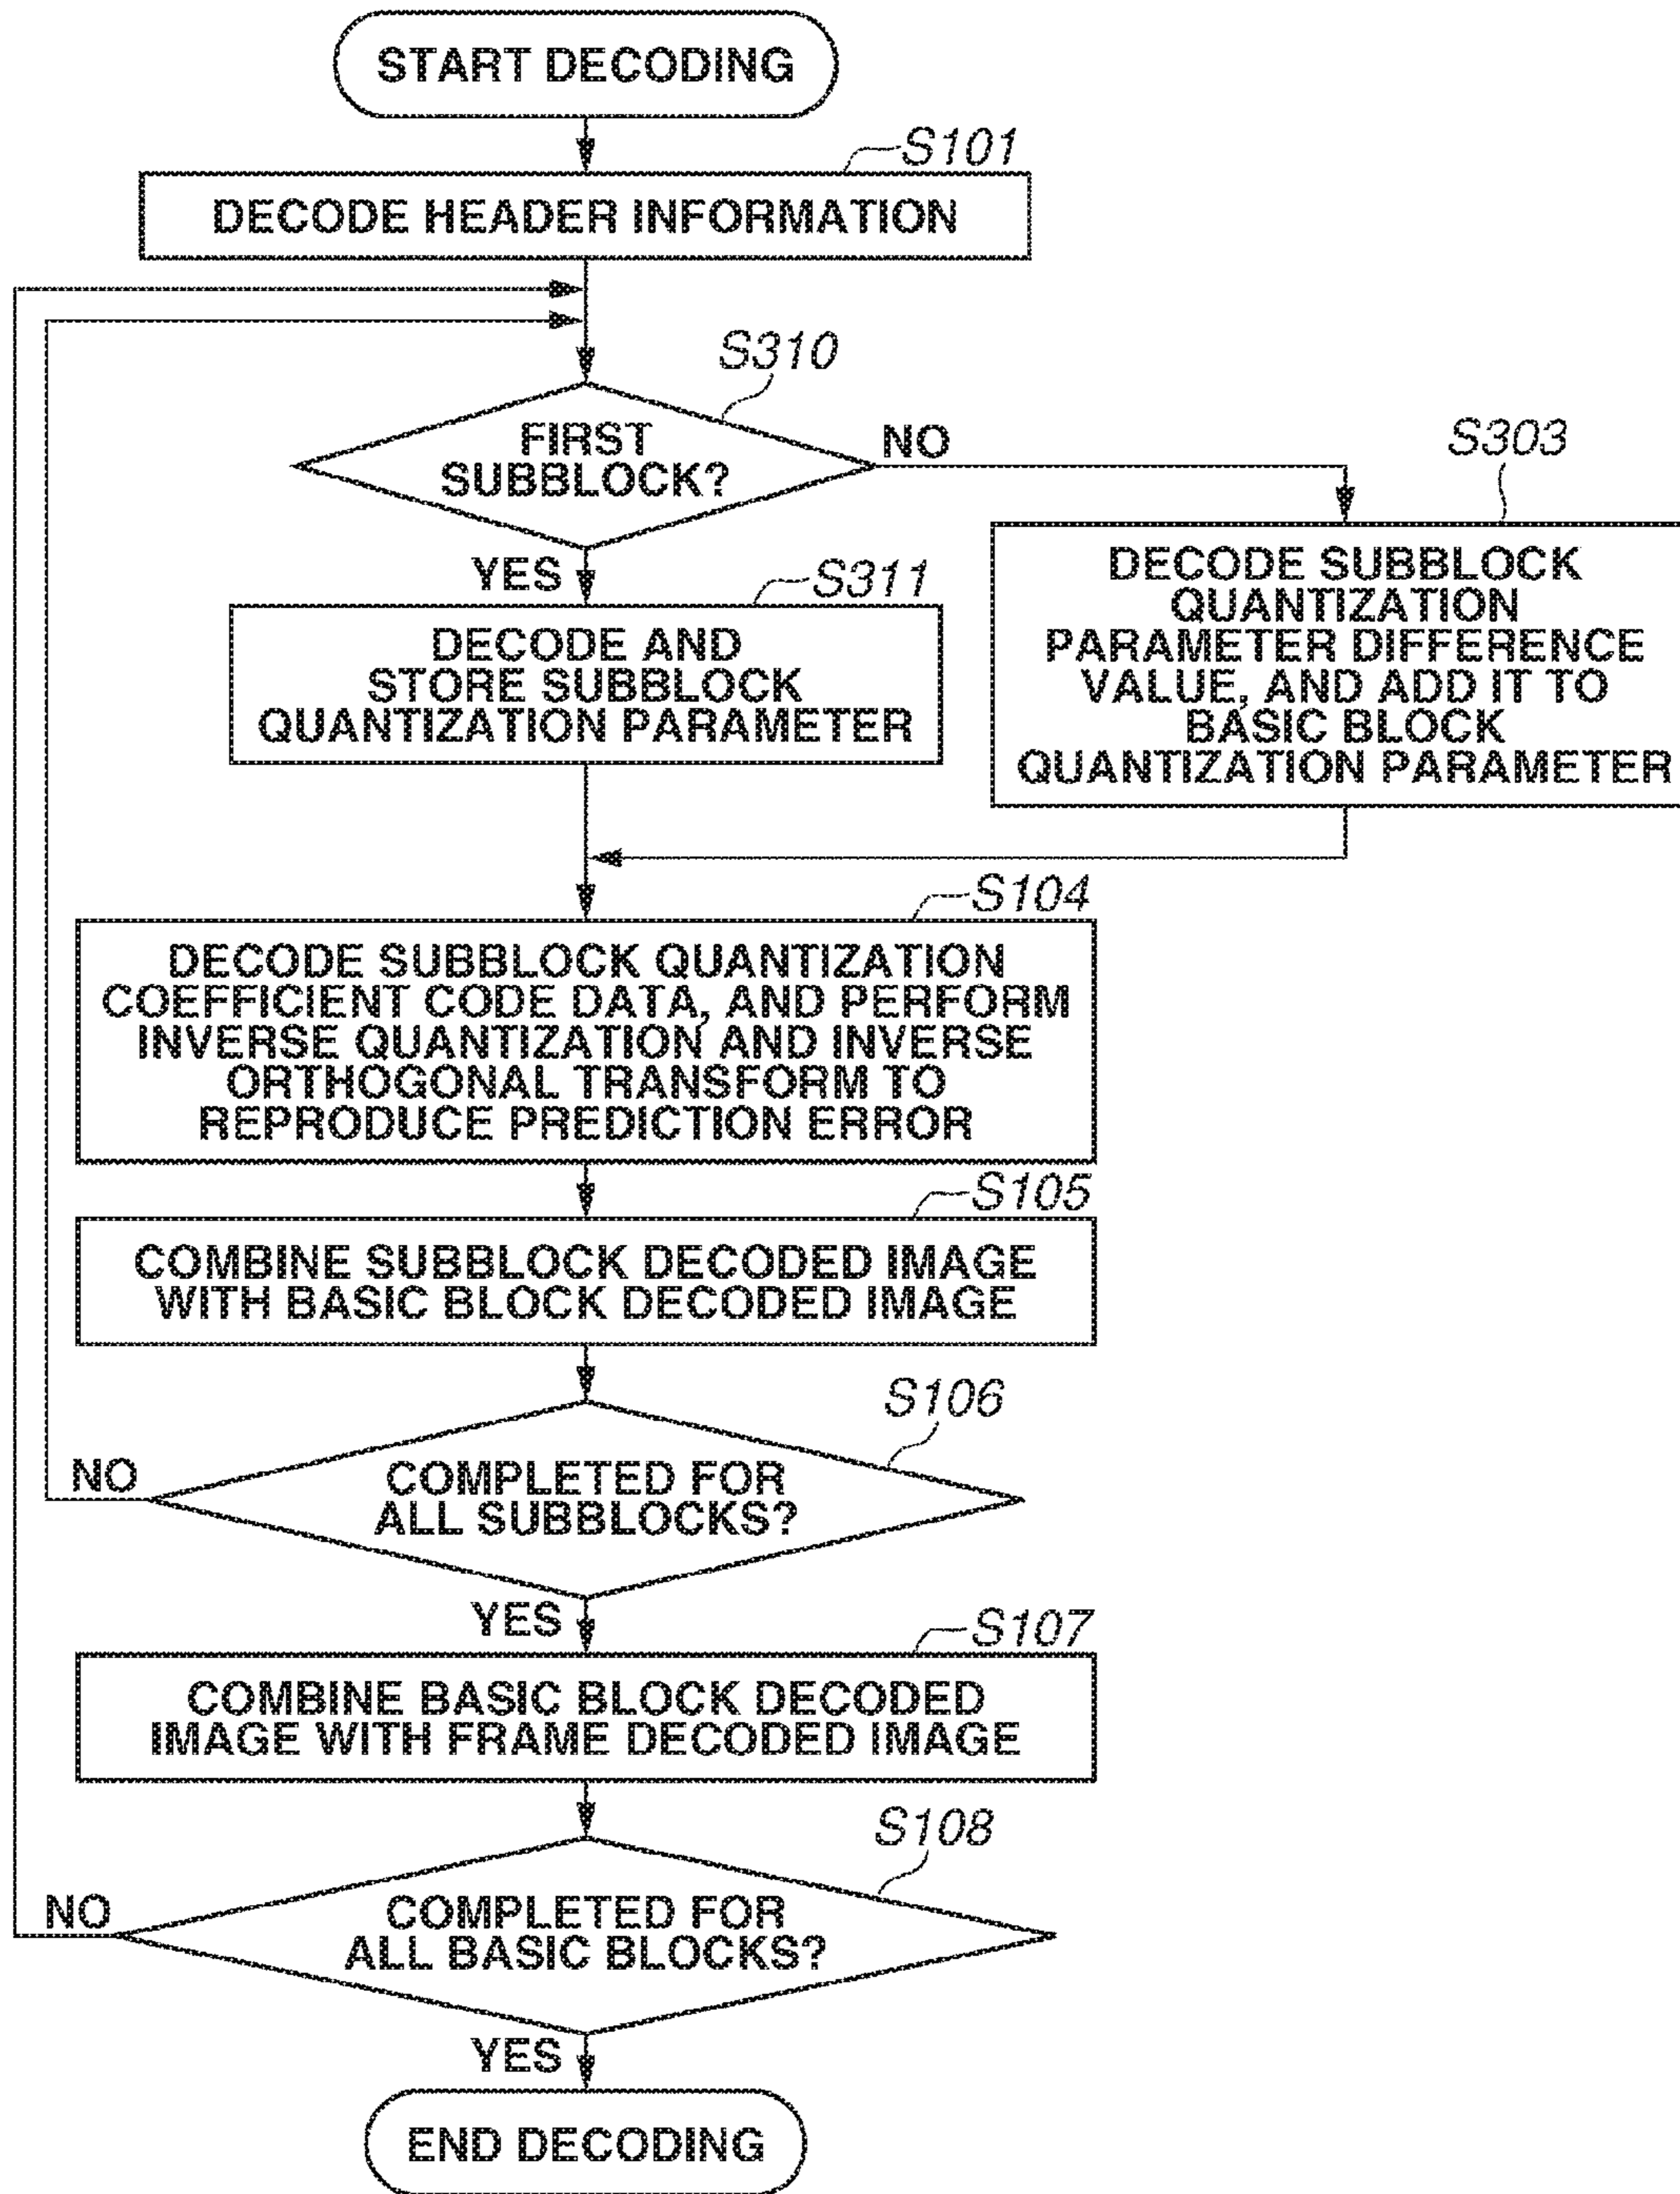 START DECODING
S101
DECODE HEADER INFORMATION
S310
FIRST
SUBBLOCK?
NO
YES
S303
DECODE SUBBLOCK
QUANTIZATION
PARAMETER DIFFERENCE
VALUE, AND ADD IT TO
BASIC BLOCK
QUANTIZATION PARAMETER
S311
DECODE AND
STORE SUBBLOCK
QUANTIZATION PARAMETER
S104
DECODE SUBBLOCK QUANTIZATION
COEFFICIENT CODE DATA, AND PERFORM
INVERSE QUANTIZATION AND INVERSE
ORTHOGONAL TRANSFORM TO
REPRODUCE PREDICTION ERROR
S105
COMBINE SUBBLOCK DECODED IMAGE
WITH BASIC BLOCK DECODED IMAGE
S106
NO
COMPLETED FOR
ALL SUBBLOCKS?
YES
S107
COMBINE BASIC BLOCK DECODED
IMAGE WITH FRAME DECODED IMAGE
S108
NO
COMPLETED FOR
ALL BASIC BLOCKS?
YES
END DECODING